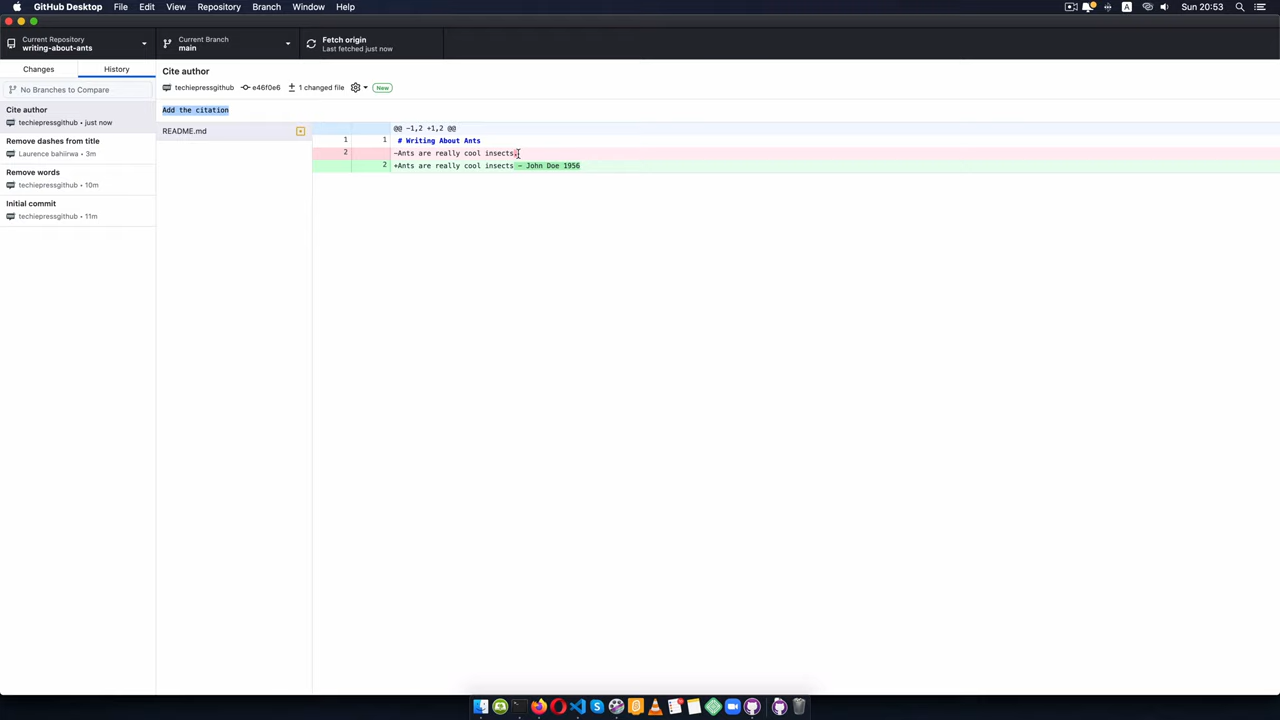 GitHub Desktop File Edit View Repository Branch Window Help
A Sun 20:53
Current Repository
writing-about-ants
Current Branch
main
Fetch origin
Last fetched just now
Changes History
No Branches to Compare
Cite author
techiepressgithub • just now
Remove dashes from title
Laurence bahiirwa • 3m
Remove words
techiepressgithub • 10m
Initial commit
techiepressgithub • 11m
Cite author
techiepressgithub e46f0e6 1 changed file New
Add the citation
README.md
@@ -1,2 +1,2 @@
1 1 # Writing About Ants
2 -Ants are really cool insects.
2 +Ants are really cool insects - John Doe 1956